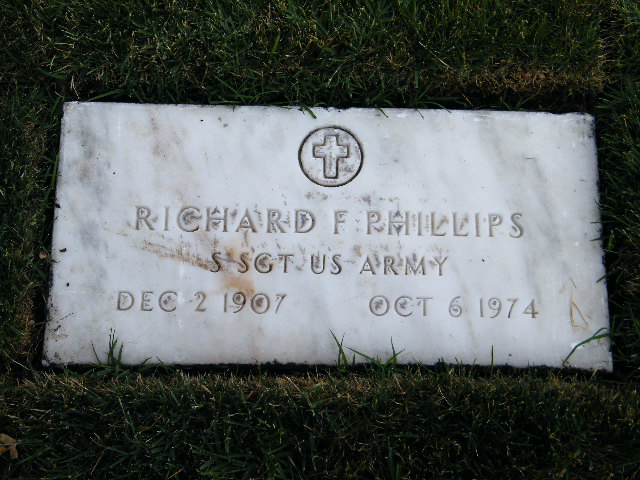 RICHARD F PHILLIPS
S SGT US ARMY
DEC 2 1907 OCT 6 1974